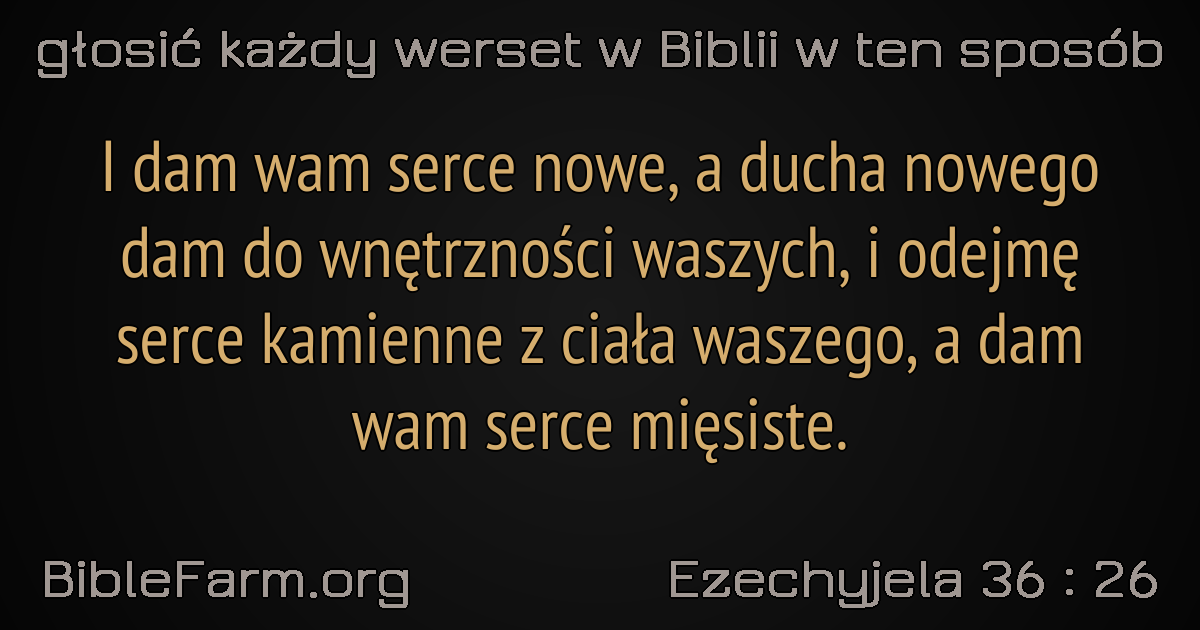 głosić każdy werset w Biblii w ten sposób
I dam wam serce nowe, a ducha nowego
dam do wnętrzności waszych, i odejmę
serce kamienne z ciała waszego, a dam
wam serce mięsiste.
BibleFarm.org
Ezechyjela 36 : 26